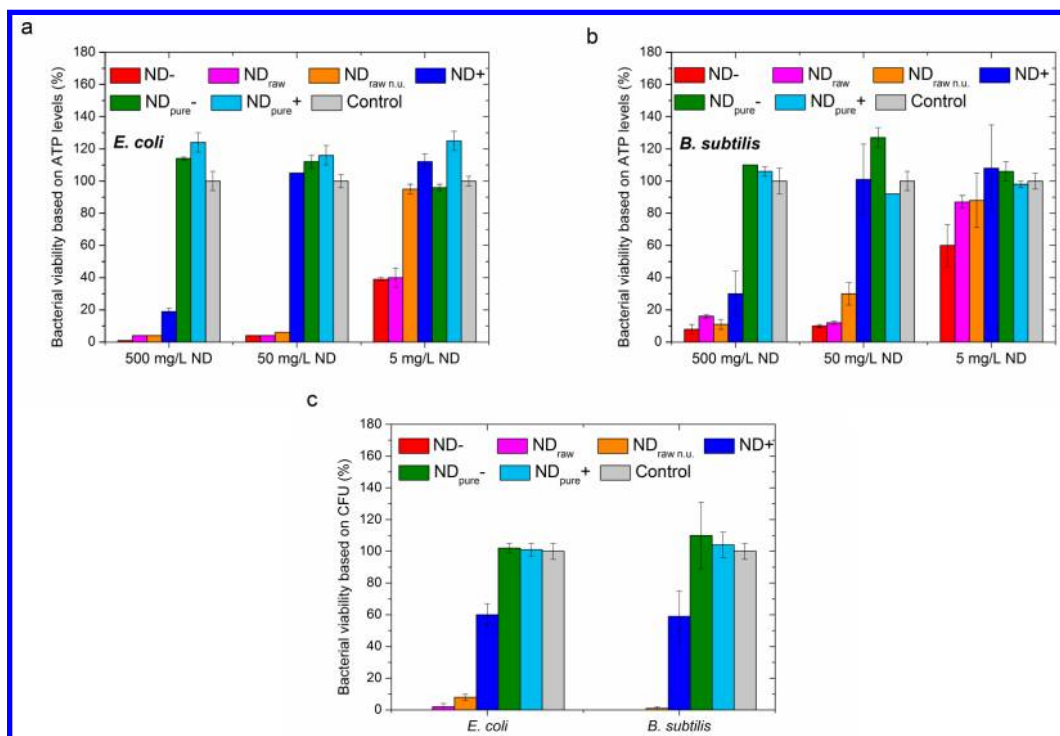 a
180
160
140
120
100
80
60
40
20
0
Bacterial viability based on ATP levels (%)
ND- NDraw NDraw n.u. ND+
NDpure- NDpure+ Control
E. coli
500 mg/L ND 50 mg/L ND 5 mg/L ND
b
180
160
140
120
100
80
60
40
20
0
Bacterial viability based on ATP levels (%)
ND- NDraw NDraw n.u. ND+
NDpure- NDpure+ Control
B. subtilis
500 mg/L ND 50 mg/L ND 5 mg/L ND
c
180
160
140
120
100
80
60
40
20
0
Bacterial viability based on CFU (%)
ND- NDraw NDraw n.u. ND+
NDpure- NDpure+ Control
E. coli B. subtilis